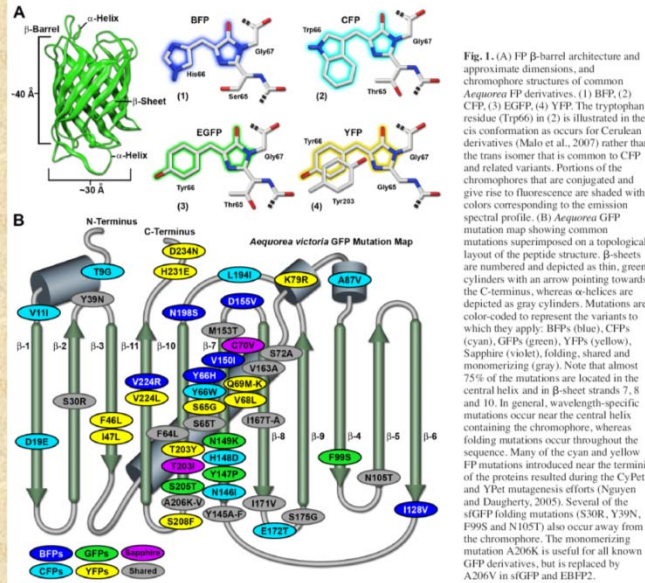 A
α-Helix
β-Barrel
~40 Å
β-Sheet
α-Helix
~30 Å
BFP
His66
Gly67
Ser65
(1)
CFP
Trp66
Gly67
Thr65
(2)
EGFP
Tyr66
Gly67
Thr65
(3)
YFP
Tyr66
Gly67
Tyr203
Gly65
(4)
B
N-Terminus
C-Terminus
Aequorea victoria GFP Mutation Map
D234N
H231E
T9G
L194I
K79R
A87V
V11I
Y39N
N198S
D155V
M153T
β-1
β-2
β-3
β-11
β-10
β-7
C70V
S72A
V150I
V163A
V224R
Y66H
Q69M-K
V224L
Y66W
V68L
S30R
S65G
F46L
S65T
I167T-A
I47L
F64L
N149K
β-8
β-9
β-4
β-5
β-6
T203Y
H148D
D19E
T203I
Y147P
F99S
S205T
N146I
N105T
A206K-V
Y145A-F
I171V
S175G
I128V
S208F
E172T
BFPs
GFPs
Sapphire
CFPs
YFPs
Shared
Fig. 1. (A) FP β-barrel architecture and
approximate dimensions, and
chromophore structures of common
Aequorea FP derivatives. (1) BFP, (2)
CFP, (3) EGFP, (4) YFP. The tryptophan
residue (Trp66) in (2) is illustrated in the
cis conformation as occurs for Cerulean
derivatives (Malo et al., 2007) rather than
the trans isomer that is common to CFP
and related variants. Portions of the
chromophores that are conjugated and
give rise to fluorescence are shaded with
colors corresponding to the emission
spectral profile. (B) Aequorea GFP
mutation map showing common
mutations superimposed on a topological
layout of the peptide structure. β-sheets
are numbered and depicted as thin, green
cylinders with an arrow pointing towards
the C-terminus, whereas α-helices are
depicted as gray cylinders. Mutations are
color-coded to represent the variants to
which they apply: BFPs (blue), CFPs
(cyan), GFPs (green), YFPs (yellow),
Sapphire (violet), folding, shared and
monomerizing (gray). Note that almost
75% of the mutations are located in the
central helix and in β-sheet strands 7, 8
and 10. In general, wavelength-specific
mutations occur near the central helix
containing the chromophore, whereas
folding mutations occur throughout the
sequence. Many of the cyan and yellow
FP mutations introduced near the termini
of the proteins resulted during the CyPet
and YPet mutagenesis efforts (Nguyen
and Daugherty, 2005). Several of the
sfGFP folding mutations (S30R, Y39N,
F99S and N105T) also occur away from
the chromophore. The monomerizing
mutation A206K is useful for all known
GFP derivatives, but is replaced by
A206V in sfGFP and EBFP2.